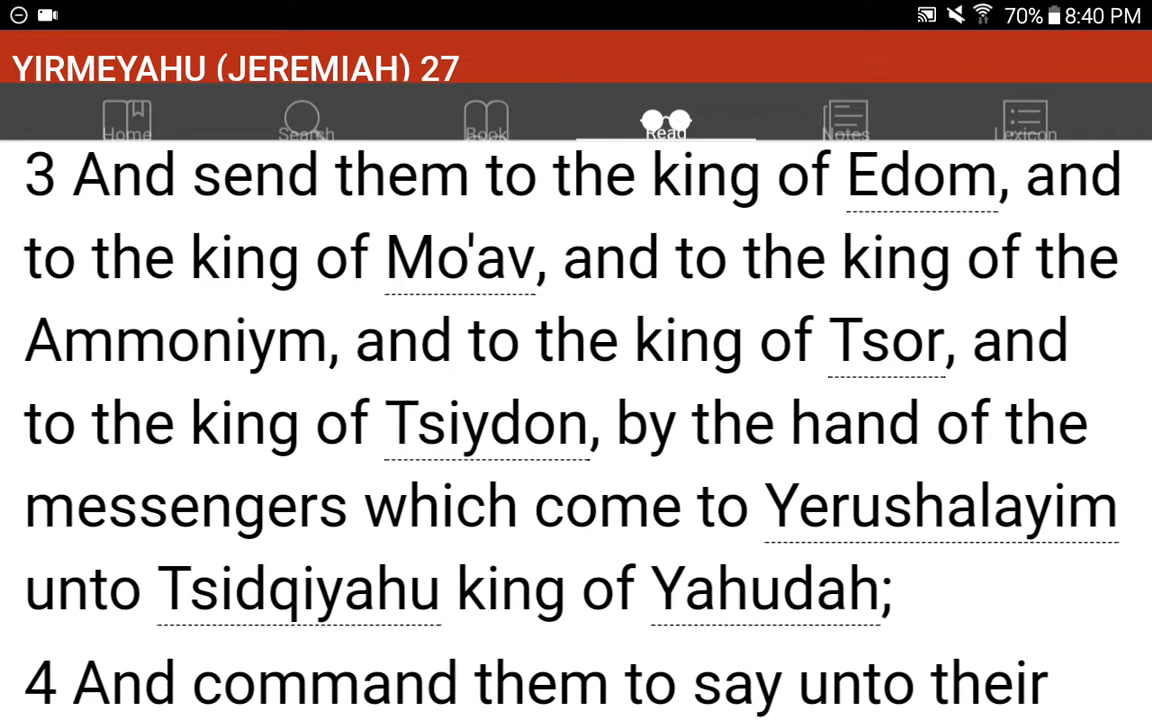 70% 8:40 PM
YIRMEYAHU (JEREMIAH) 27
Home Search Book Read Notes Lexicon
3 And send them to the king of Edom, and
to the king of Mo'av, and to the king of the
Ammoniym, and to the king of Tsor, and
to the king of Tsiydon, by the hand of the
messengers which come to Yerushalayim
unto Tsidqiyahu king of Yahudah;
4 And command them to say unto their